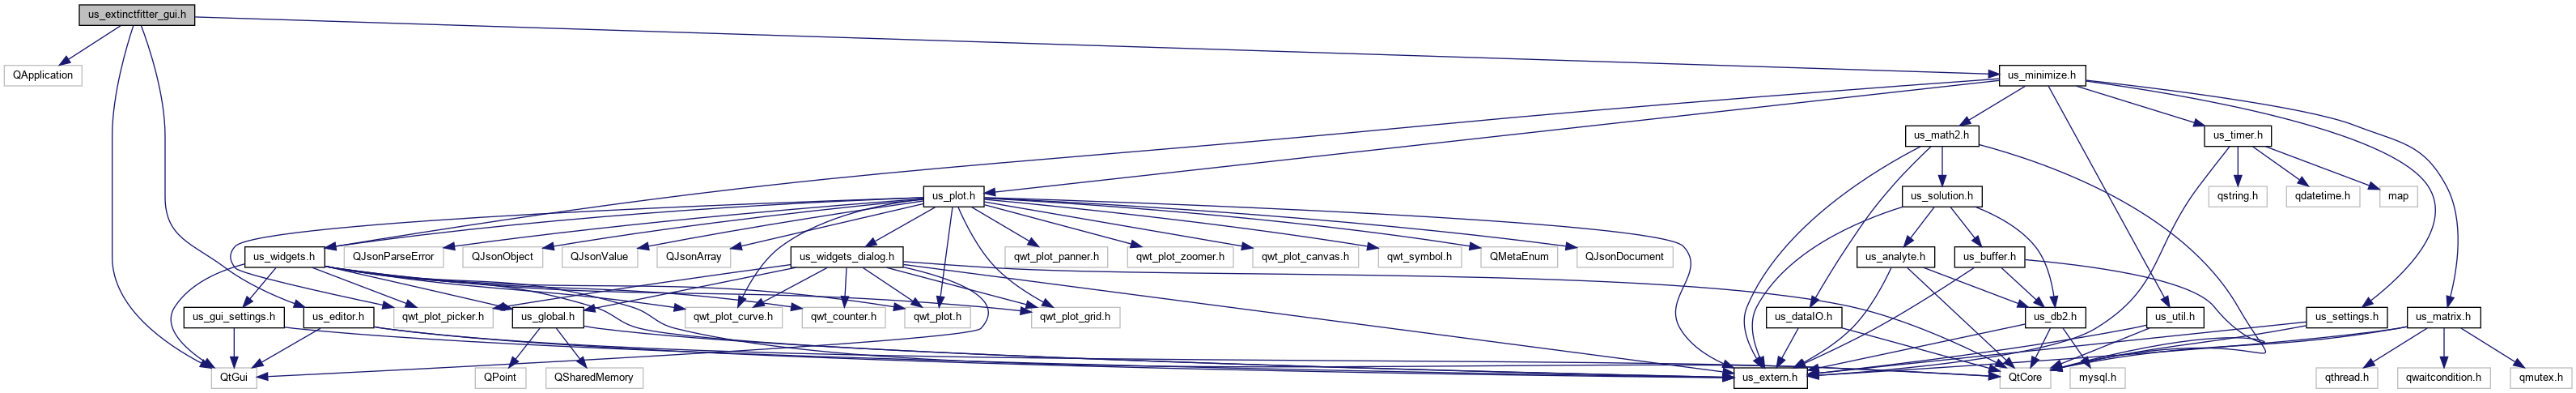 us_extinctfitter_gui.h
QApplication
us_minimize.h
us_math2.h
us_timer.h
us_plot.h
us_solution.h
qstring.h
qdatetime.h
map
us_widgets.h
QJsonParseError
QJsonObject
QJsonValue
QJsonArray
us_widgets_dialog.h
qwt_plot_panner.h
qwt_plot_zoomer.h
qwt_plot_canvas.h
qwt_symbol.h
QMetaEnum
QJsonDocument
us_analyte.h
us_buffer.h
us_gui_settings.h
us_editor.h
qwt_plot_picker.h
us_global.h
qwt_plot_curve.h
qwt_counter.h
qwt_plot.h
qwt_plot_grid.h
us_dataIO.h
us_db2.h
us_util.h
us_settings.h
us_matrix.h
QtGui
QPoint
QSharedMemory
us_extern.h
QtCore
mysql.h
qthread.h
qwaitcondition.h
qmutex.h